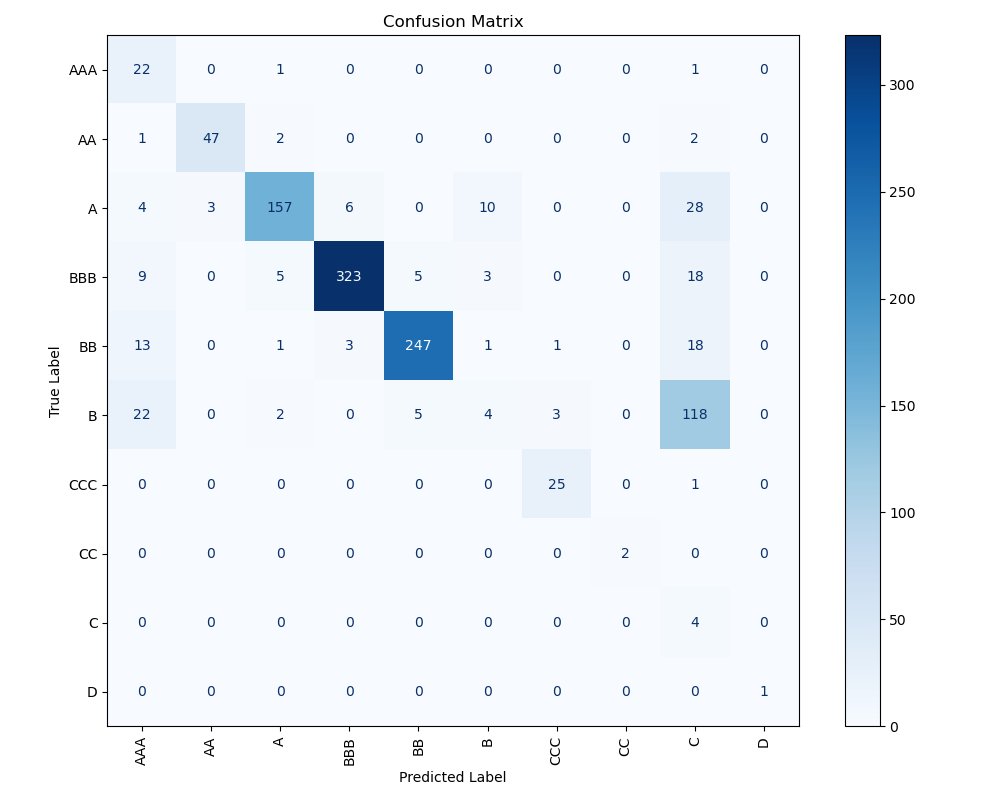 Confusion Matrix
True Label
AAA 22 0 1 0 0 0 0 0 1 0
AA 1 47 2 0 0 0 0 0 2 0
A 4 3 157 6 0 10 0 0 28 0
BBB 9 0 5 323 5 3 0 0 18 0
BB 13 0 1 3 247 1 1 0 18 0
B 22 0 2 0 5 4 3 0 118 0
CCC 0 0 0 0 0 0 25 0 1 0
CC 0 0 0 0 0 0 0 2 0 0
C 0 0 0 0 0 0 0 0 4 0
D 0 0 0 0 0 0 0 0 0 1
AAA AA A BBB BB B CCC CC C D
Predicted Label
300
250
200
150
100
50
0